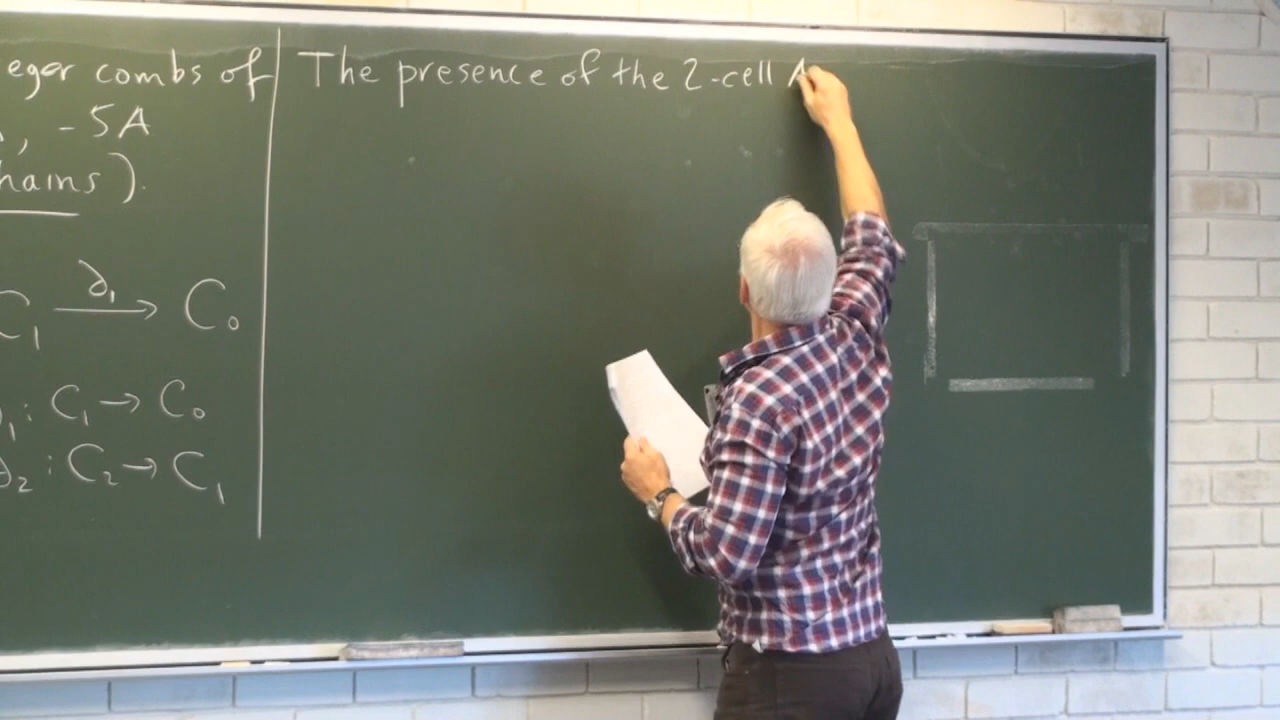 eger combs of
, -5A
hains).
C₁ ∂₁→ C₀
₁: C₁ → C₀
∂₂: C₂ → C₁
The presence of the 2-cell A